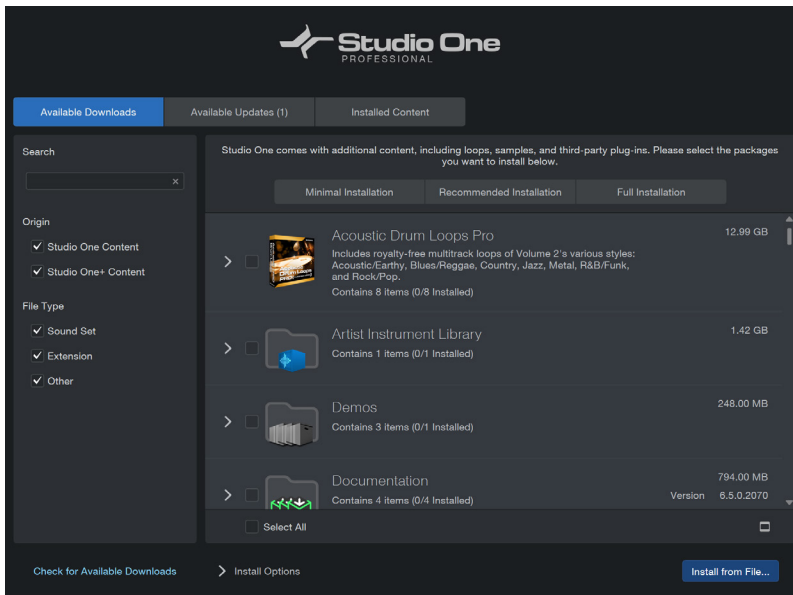 Studio One
PROFESSIONAL
Available Downloads
Available Updates (1)
Installed Content
Search
Origin
Studio One Content
Studio One+ Content
File Type
Sound Set
Extension
Other
Studio One comes with additional content, including loops, samples, and third-party plug-ins. Please select the packages
you want to install below.
Minimal Installation
Recommended Installation
Full Installation
Acoustic Drum Loops Pro
12.99 GB
Includes royalty-free multitrack loops of Volume 2's various styles:
Acoustic/Earthy, Blues/Reggae, Country, Jazz, Metal, R&B/Funk,
and Rock/Pop.
Contains 8 items (0/8 Installed)
Artist Instrument Library
1.42 GB
Contains 1 items (0/1 Installed)
Demos
248.00 MB
Contains 3 items (0/1 Installed)
Documentation
794.00 MB
Contains 4 items (0/4 Installed)
Version 6.5.0.2070
Select All
Check for Available Downloads
Install Options
Install from File...